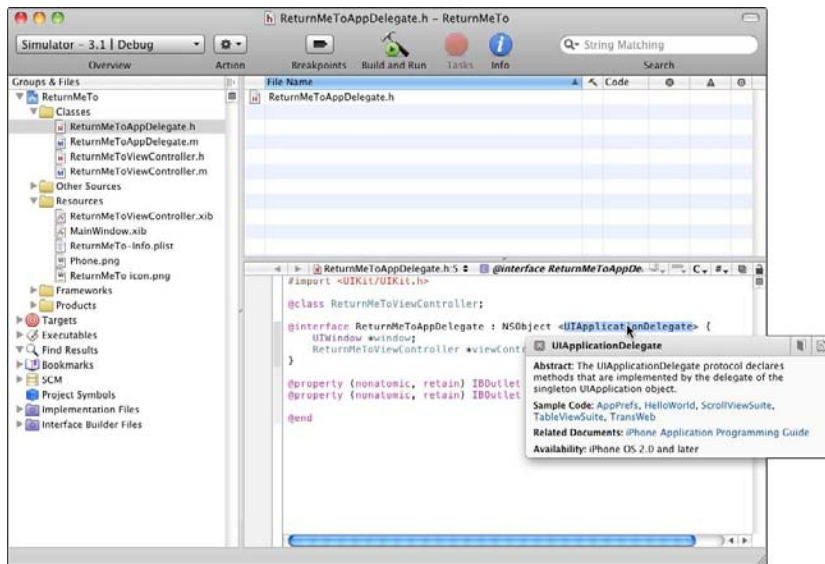 ReturnMeToAppDelegate.h – ReturnMeTo
Simulator – 3.1 | Debug
String Matching
Overview
Action
Breakpoints
Build and Run
Tasks
Info
Search
Groups & Files
ReturnMeTo
Classes
ReturnMeToAppDelegate.h
ReturnMeToAppDelegate.m
ReturnMeToViewController.h
ReturnMeToViewController.m
Other Sources
Resources
ReturnMeToViewController.xib
MainWindow.xib
ReturnMeTo-Info.plist
Phone.png
ReturnMeTo icon.png
Frameworks
Products
Targets
Executables
Find Results
Bookmarks
SCM
Project Symbols
Implementation Files
Interface Builder Files
File Name
Code
ReturnMeToAppDelegate.h
ReturnMeToAppDelegate.h:5
@interface ReturnMeToAppDe
C
#
#import <UIKit/UIKit.h>
@class ReturnMeToViewController;
@interface ReturnMeToAppDelegate : NSObject <UIApplicationDelegate> {
UIWindow *window;
ReturnMeToViewController *viewCont
}
@property (nonatomic, retain) IBOutlet
@property (nonatomic, retain) IBOutlet
@end
UIApplicationDelegate
Abstract: The UIApplicationDelegate protocol declares
methods that are implemented by the delegate of the
singleton UIApplication object.
Sample Code: AppPrefs, HelloWorld, ScrollViewSuite,
TableViewSuite, TransWeb
Related Documents: iPhone Application Programming Guide
Availability: iPhone OS 2.0 and later